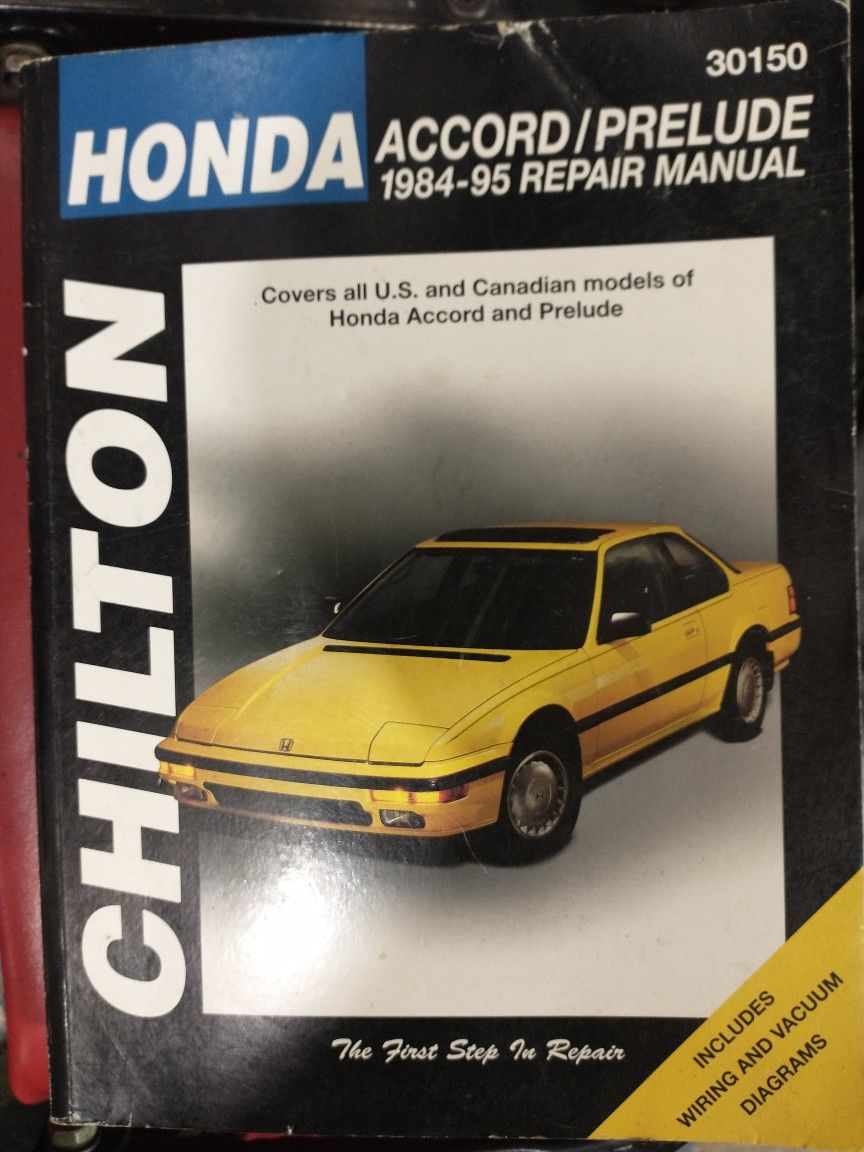 30150
HONDA
ACCORD/PRELUDE
1984-95 REPAIR MANUAL
Covers all U.S. and Canadian models of
Honda Accord and Prelude
CHILTON
The First Step In Repair
INCLUDES
WIRING AND VACUUM
DIAGRAMS